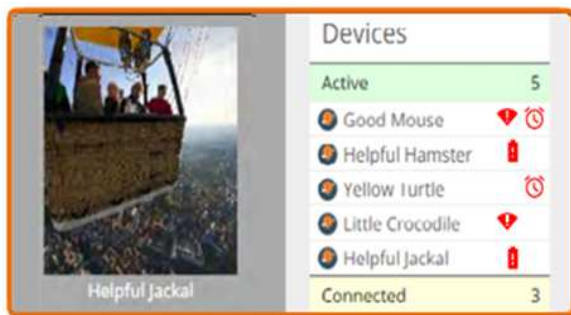 Helpful Jackal
Devices
Active 5
Good Mouse
Helpful Hamster
Yellow Turtle
Little Crocodile
Helpful Jackal
Connected 3